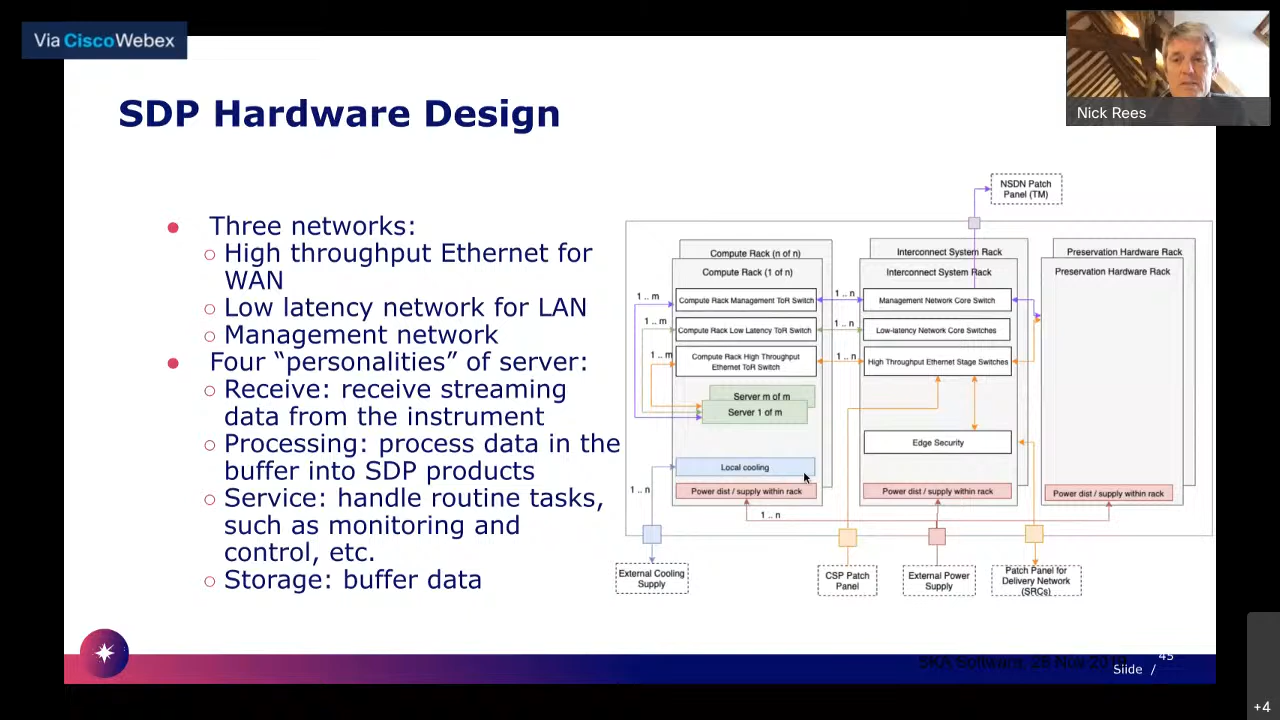 Via CiscoWebex
Nick Rees
SDP Hardware Design
● Three networks:
○ High throughput Ethernet for
WAN
○ Low latency network for LAN
○ Management network
● Four “personalities” of server:
○ Receive: receive streaming
data from the instrument
○ Processing: process data in the
buffer into SDP products
○ Service: handle routine tasks,
such as monitoring and
control, etc.
○ Storage: buffer data
NSDN Patch
Panel (TM)
Compute Rack (n of n)
Compute Rack (1 of n)
1 .. m
Compute Rack Management ToR Switch
1 .. m
Compute Rack Low Latency ToR Switch
1 .. m
Compute Rack High Throughput
Ethernet ToR Switch
Server m of m
Server 1 of m
Local cooling
1 .. n
Power dist / supply within rack
1 .. n
1 .. n
1 .. n
1 .. n
Interconnect System Rack
Interconnect System Rack
Management Network Core Switch
Low-latency Network Core Switches
High Throughput Ethernet Stage Switches
Edge Security
Power dist / supply within rack
Preservation Hardware Rack
Preservation Hardware Rack
Power dist / supply within rack
External Cooling
Supply
CSP Patch
Panel
External Power
Supply
Patch Panel for
Delivery Network
(SRCs)
SKA Software, 26 Nov
45
Slide /
+4